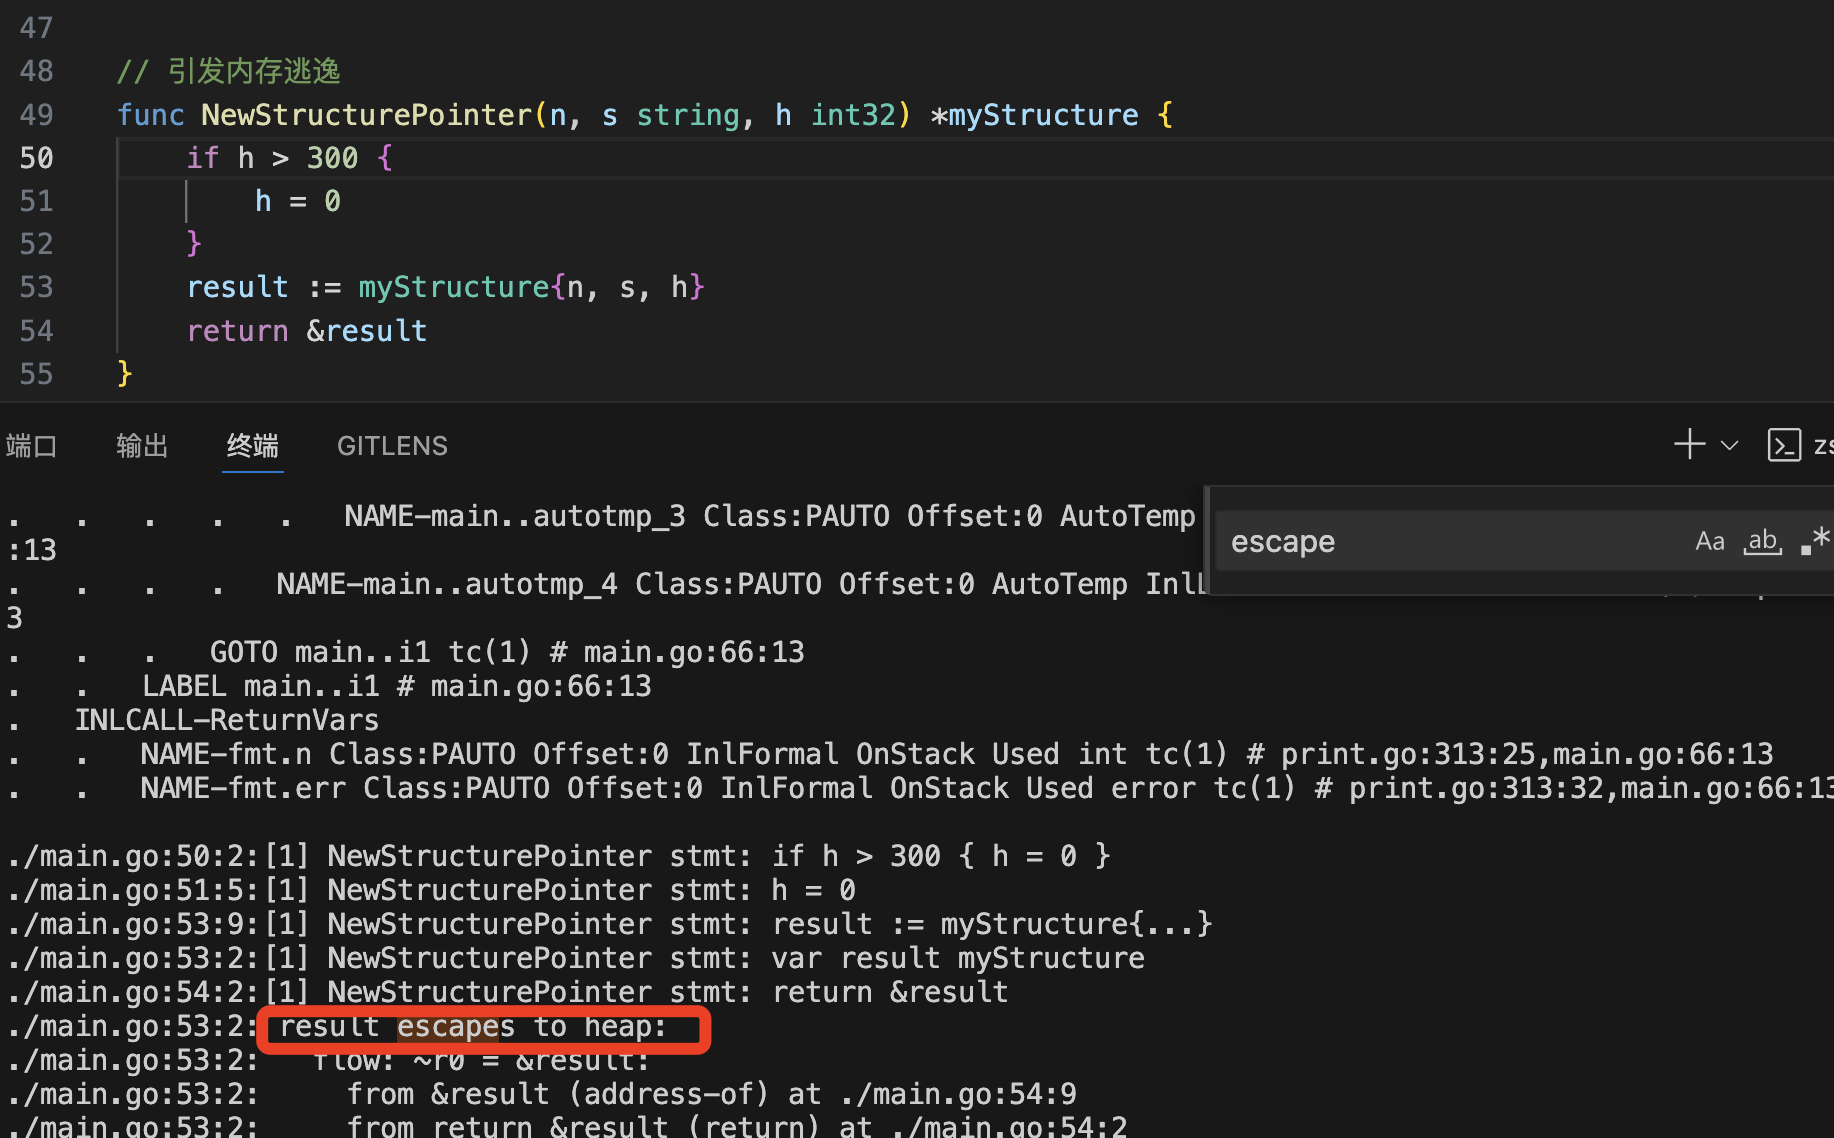 47
48 // 引发内存逃逸
49 func NewStructurePointer(n, s string, h int32) *myStructure {
50 if h > 300 {
51 h = 0
52 }
53 result := myStructure{n, s, h}
54 return &result
55 }
端口 输出 终端 GITLENS zs
. . . . . NAME-main..autotmp_3 Class:PAUTO Offset:0 AutoTemp
escape Aa ab .*
:13
. . . . NAME-main..autotmp_4 Class:PAUTO Offset:0 AutoTemp Inl
3
. . . GOTO main..i1 tc(1) # main.go:66:13
. . LABEL main..i1 # main.go:66:13
. INLCALL-ReturnVars
. . NAME-fmt.n Class:PAUTO Offset:0 InlFormal OnStack Used int tc(1) # print.go:313:25,main.go:66:13
. . NAME-fmt.err Class:PAUTO Offset:0 InlFormal OnStack Used error tc(1) # print.go:313:32,main.go:66:13
./main.go:50:2:[1] NewStructurePointer stmt: if h > 300 { h = 0 }
./main.go:51:5:[1] NewStructurePointer stmt: h = 0
./main.go:53:9:[1] NewStructurePointer stmt: result := myStructure{...}
./main.go:53:2:[1] NewStructurePointer stmt: var result myStructure
./main.go:54:2:[1] NewStructurePointer stmt: return &result
./main.go:53:2: result escapes to heap:
./main.go:53:2: flow: ~r0 = &result:
./main.go:53:2: from &result (address-of) at ./main.go:54:9
./main.go:53:2: from return &result (return) at ./main.go:54:2